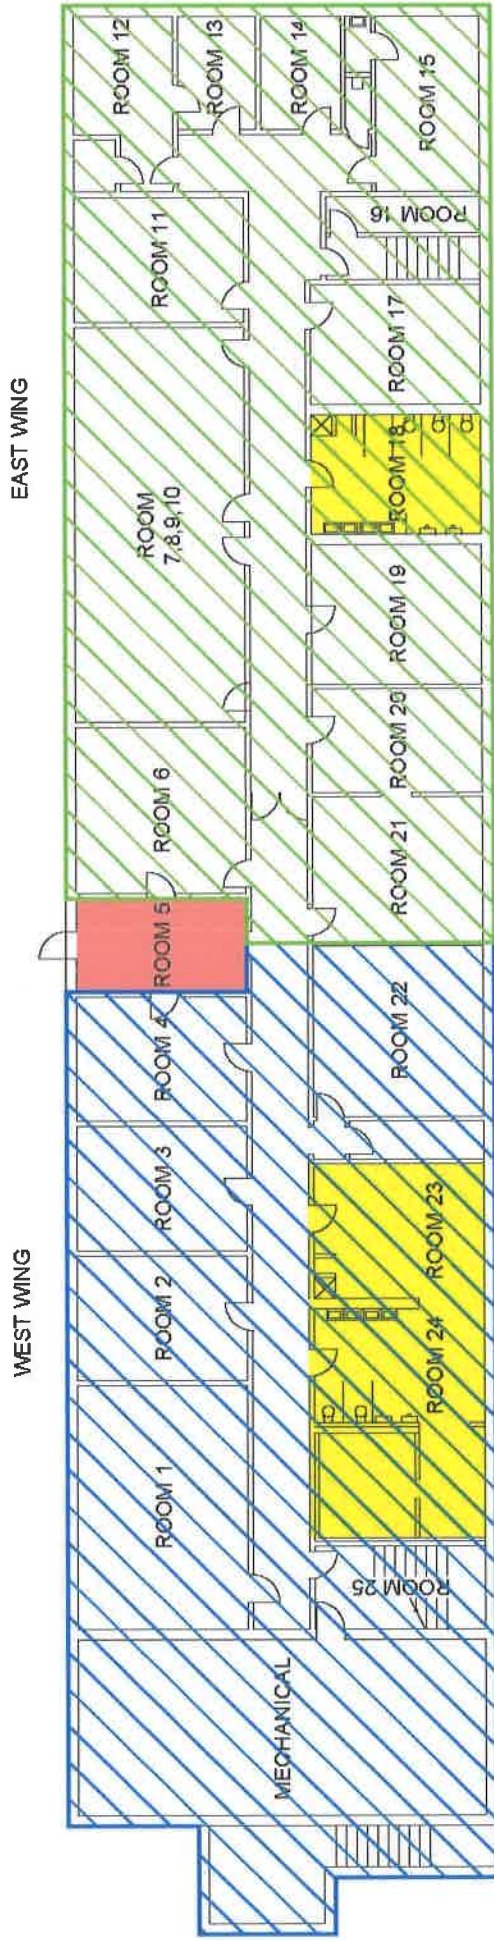 WEST WING
EAST WING
ROOM 1
ROOM 2
ROOM 3
ROOM 4
ROOM 5
ROOM 6
ROOM
7,8,9,10
ROOM 11
ROOM 12
ROOM 13
ROOM 14
ROOM 15
ROOM 16
ROOM 17
ROOM 18
ROOM 19
ROOM 20
ROOM 21
ROOM 22
ROOM 23
ROOM 24
ROOM 25
MECHANICAL